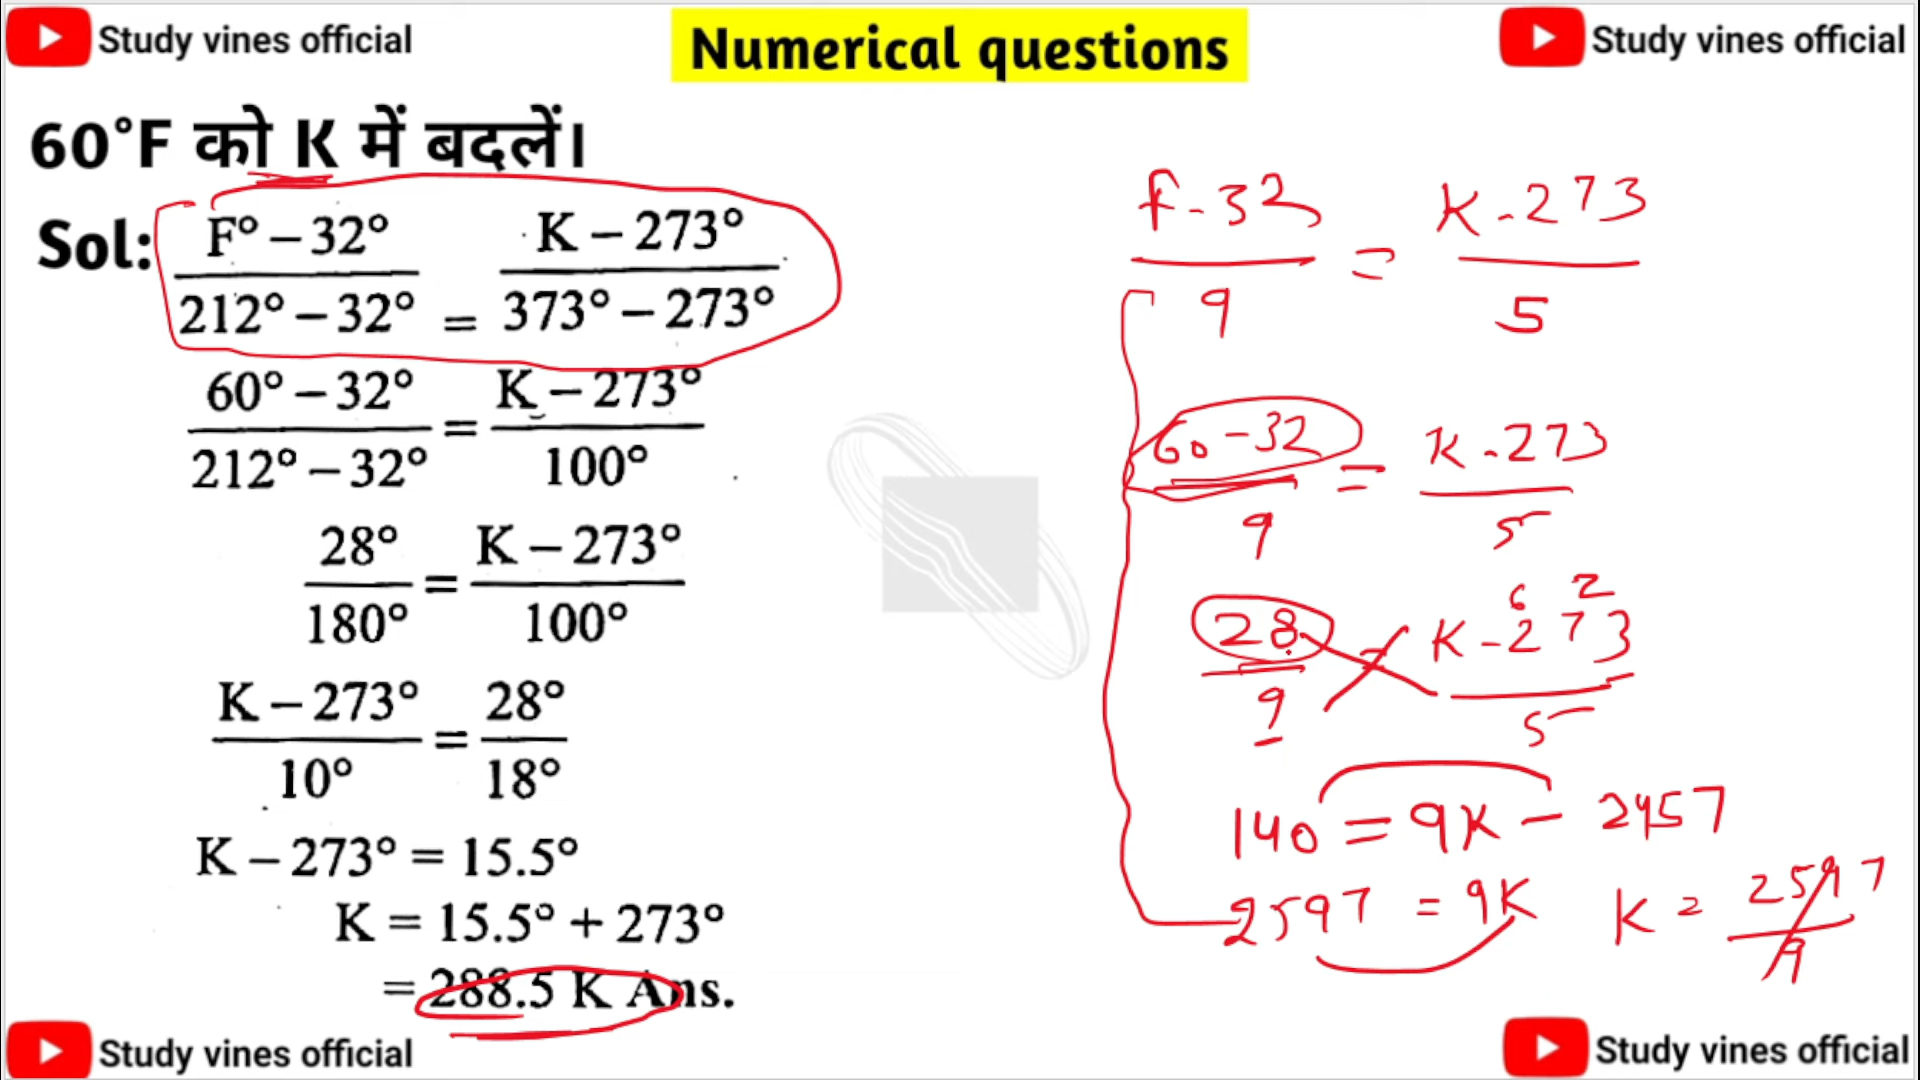 Study vines official
Numerical questions
Study vines official
60°F को K में बदलें।
Sol:
F° – 32° / 212° – 32° = K – 273° / 373° – 273°
60° – 32° / 212° – 32° = K – 273° / 100°
28° / 180° = K – 273° / 100°
K – 273° / 10° = 28° / 18°
K – 273° = 15.5°
K = 15.5° + 273°
= 288.5 K Ans.
F - 32 / 9 = K - 273 / 5
60 - 32 / 9 = K - 273 / 5
6 2
28 / 9 = K - 273 / 5
140 = 9K - 2457
2597 = 9K K = 2597 / 9
Study vines official
Study vines official